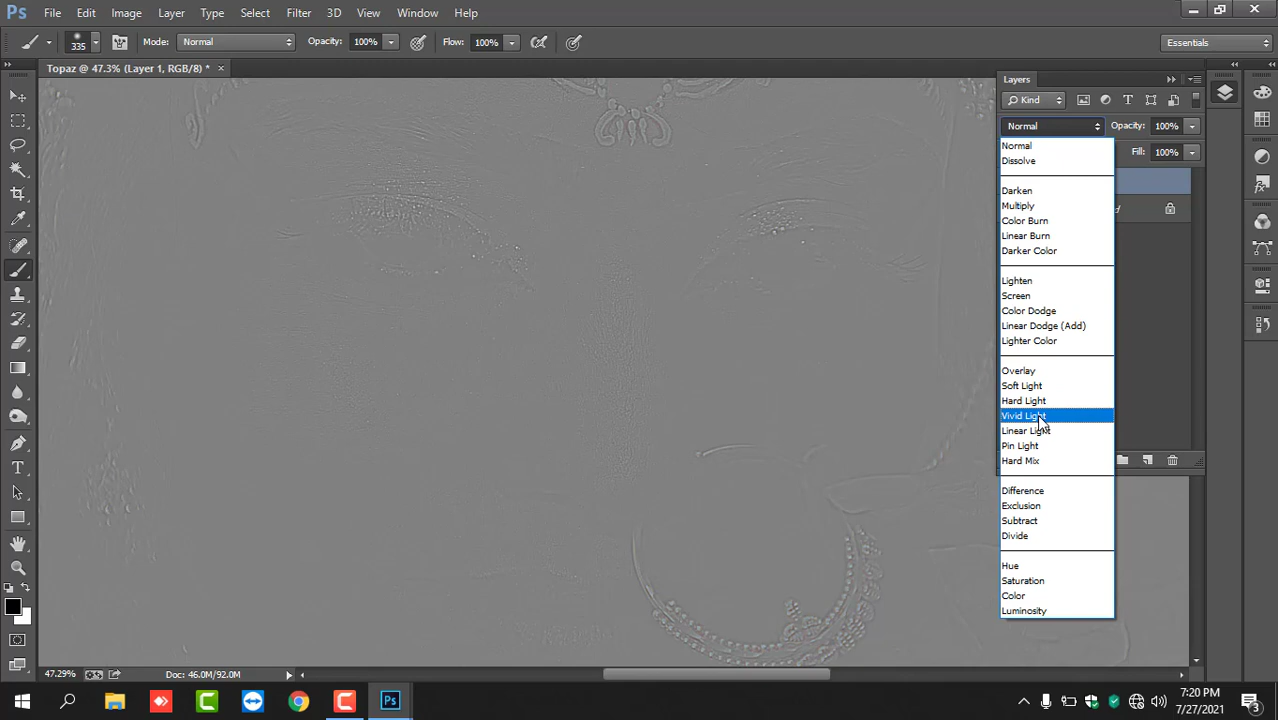 Ps File Edit Image Layer Type Select Filter 3D View Window Help
335 Mode: Normal Opacity: 100% Flow: 100% Essentials
Topaz @ 47.3% (Layer 1, RGB/8) * ×
Layers
Kind
Normal Opacity: 100%
Fill: 100%
Normal
Dissolve
Darken
Multiply
Color Burn
Linear Burn
Darker Color
Lighten
Screen
Color Dodge
Linear Dodge (Add)
Lighter Color
Overlay
Soft Light
Hard Light
Vivid Light
Linear Light
Pin Light
Hard Mix
Difference
Exclusion
Subtract
Divide
Hue
Saturation
Color
Luminosity
47.29% Doc: 46.0M/92.0M
7:20 PM
7/27/2021
3